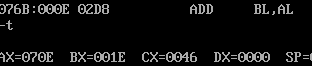 076B:000E 02D8 ADD BL,AL
-t
AX=070E BX=001E CX=0046 DX=0000 SP=